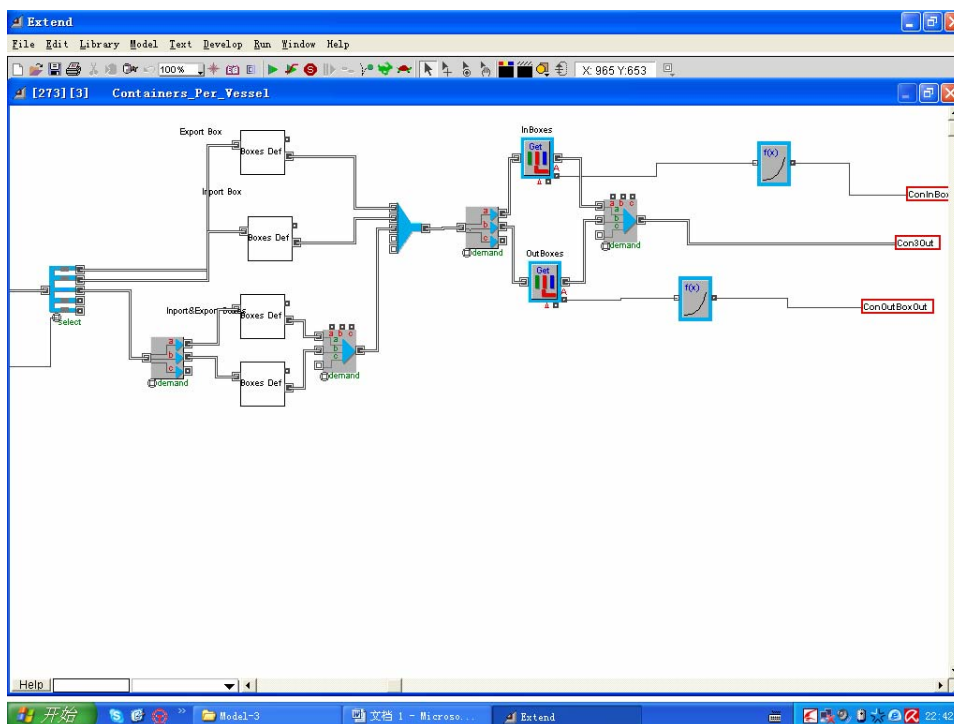 Extend
File Edit Library Model Text Develop Run Window Help
100%
X: 965 Y:653
[273][3] Containers_Per_Vessel
Export Box
Boxes Def
Inport Box
Boxes Def
InBoxes
Get
A
Δ
f(x)
ConInBox
a b c
a
b
c
demand
a
b
c
demand
Con3Out
OutBoxes
Get
A
Δ
f(x)
ConOutBoxOut
select
Inport&Export Boxes
Boxes Def
a
b
c
demand
a b c
a
b
c
demand
Boxes Def
Help
开始
Model-3
文档 1 - Microso...
Extend
22:42